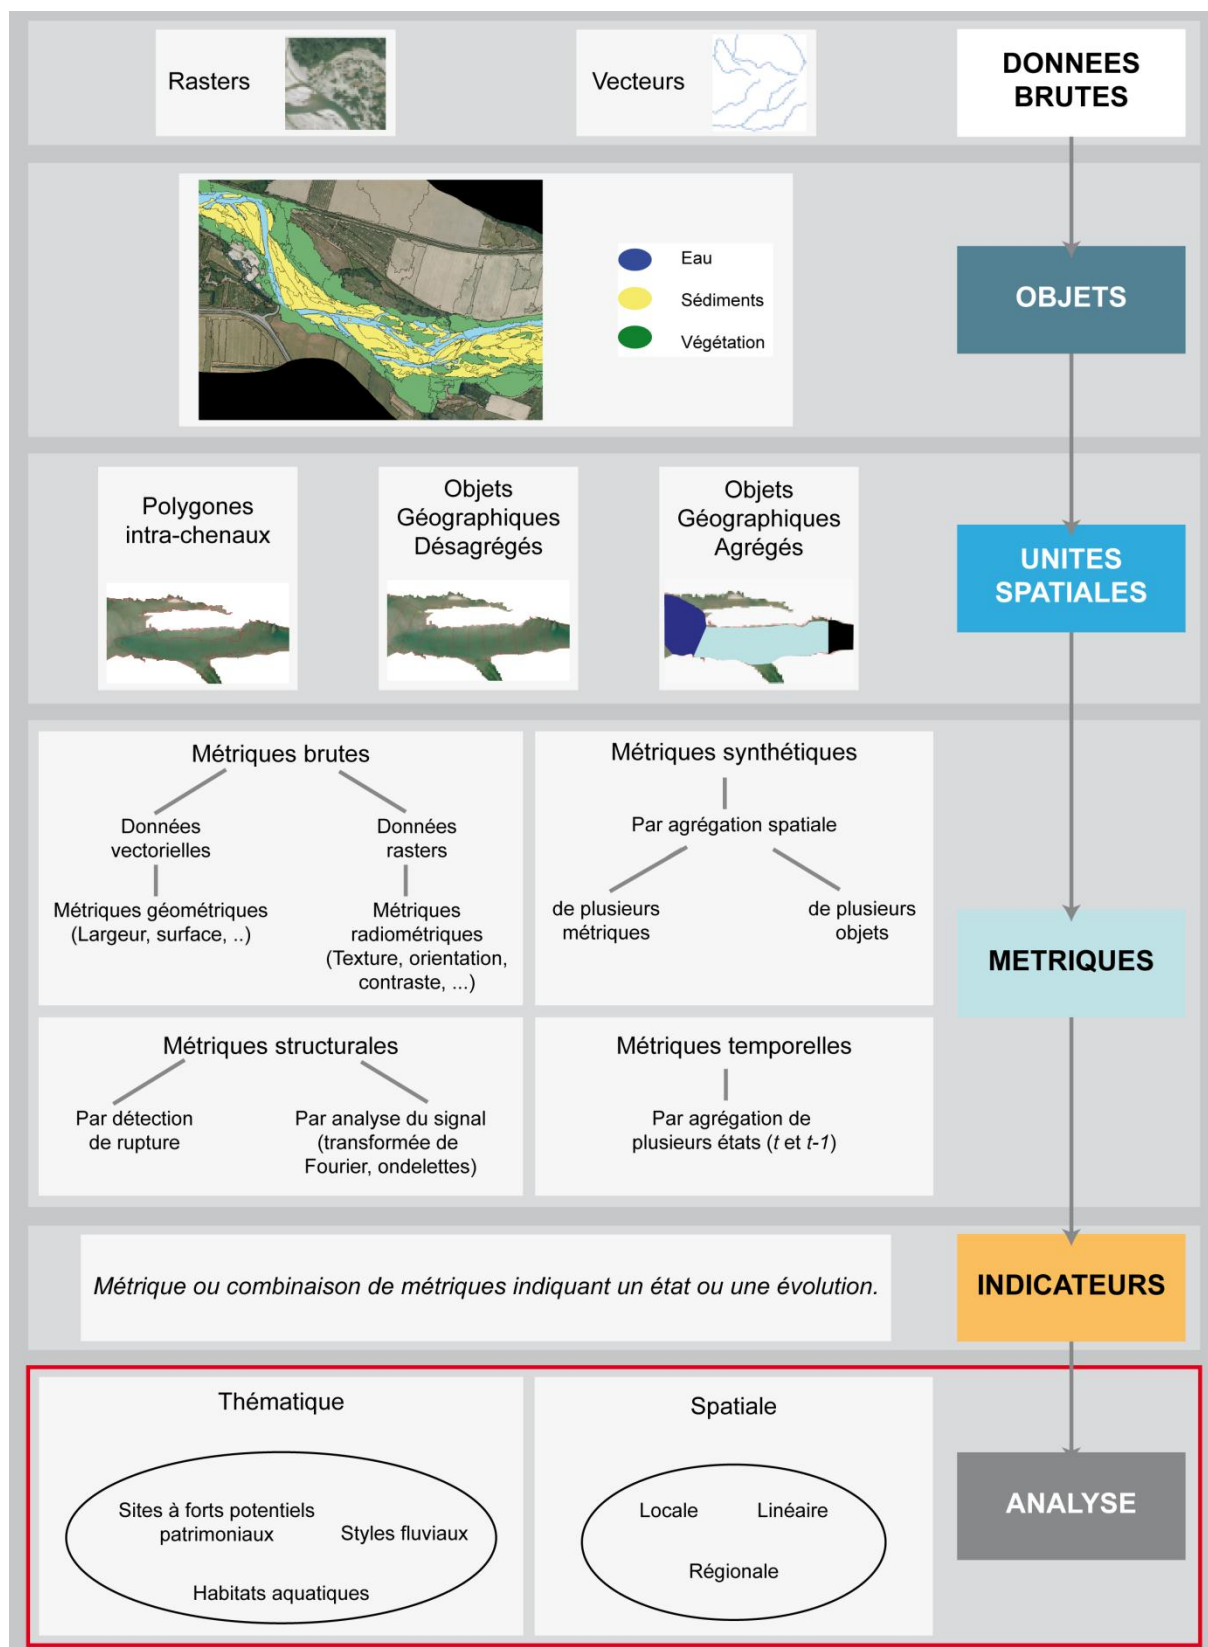 Rasters
Vecteurs
DONNEES
BRUTES
Eau
Sédiments
Végétation
OBJETS
Polygones
intra-chenaux
Objets
Géographiques
Désagrégés
Objets
Géographiques
Agrégés
UNITES
SPATIALES
Métriques brutes
Données
vectorielles
Données
rasters
Métriques géométriques
(Largeur, surface, ..)
Métriques
radiométriques
(Texture, orientation,
contraste, ...)
Métriques synthétiques
Par agrégation spatiale
de plusieurs
métriques
de plusieurs
objets
METRIQUES
Métriques structurales
Par détection
de rupture
Par analyse du signal
(transformée de
Fourier, ondelettes)
Métriques temporelles
Par agrégation de
plusieurs états (t et t-1)
Métrique ou combinaison de métriques indiquant un état ou une évolution.
INDICATEURS
Thématique
Sites à forts potentiels
patrimoniaux
Styles fluviaux
Habitats aquatiques
Spatiale
Locale
Linéaire
Régionale
ANALYSE